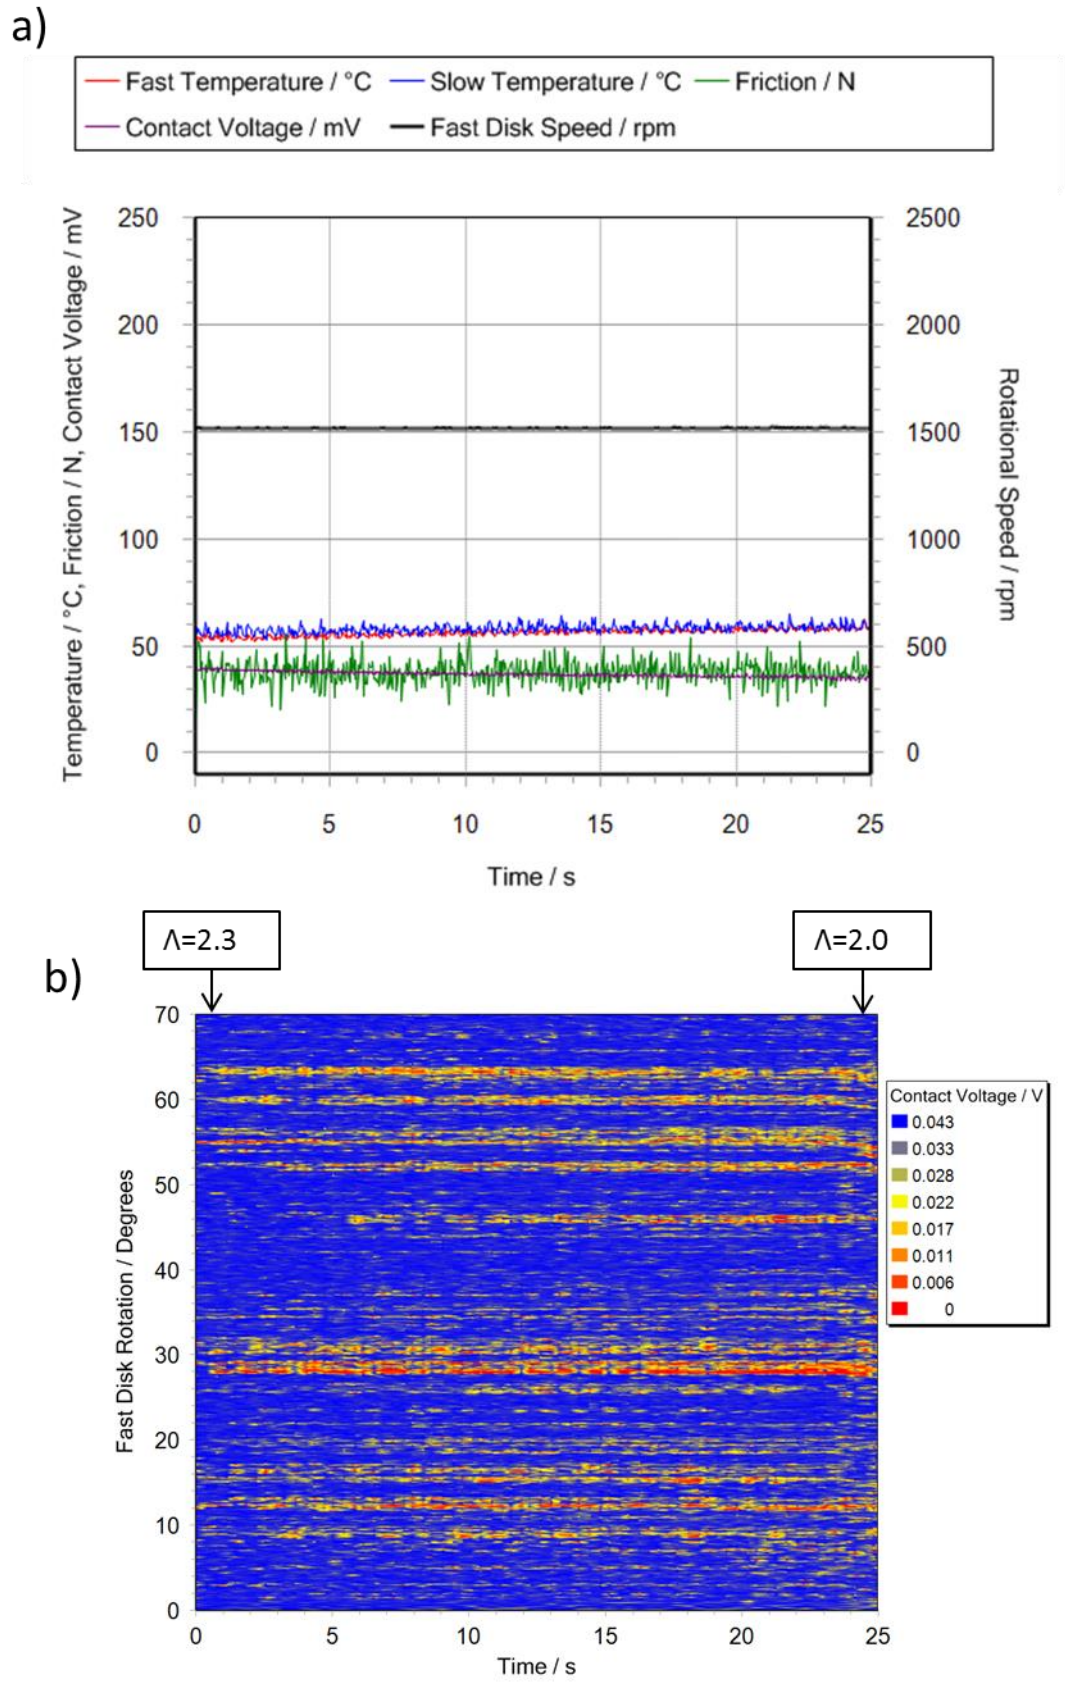 a)
Fast Temperature / °C Slow Temperature / °C Friction / N
Contact Voltage / mV Fast Disk Speed / rpm
Temperature / °C, Friction / N, Contact Voltage / mV
250
200
150
100
50
0
2500
2000
1500
1000
500
0
Rotational Speed / rpm
0 5 10 15 20 25
Time / s
Λ=2.3 Λ=2.0
b)
Fast Disk Rotation / Degrees
70
60
50
40
30
20
10
0
Contact Voltage / V
0.043
0.033
0.028
0.022
0.017
0.011
0.006
0
0 5 10 15 20 25
Time / s